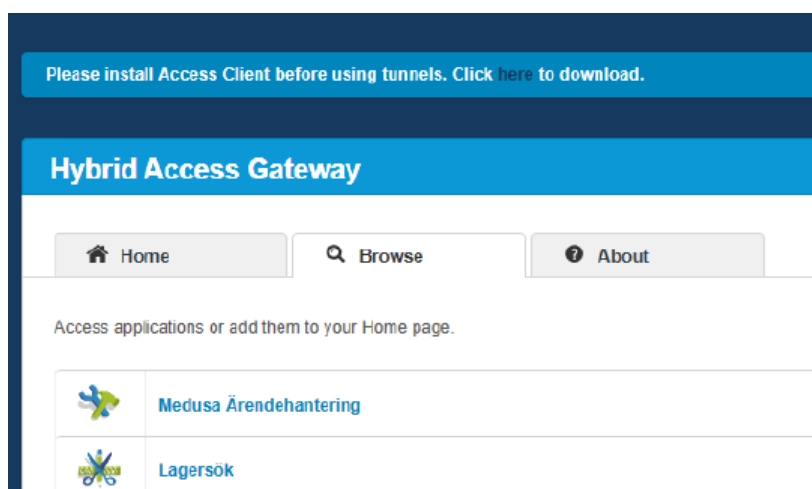 Please install Access Client before using tunnels. Click here to download.
Hybrid Access Gateway
Home Browse About
Access applications or add them to your Home page.
Medusa Ärendehantering
Lagersök